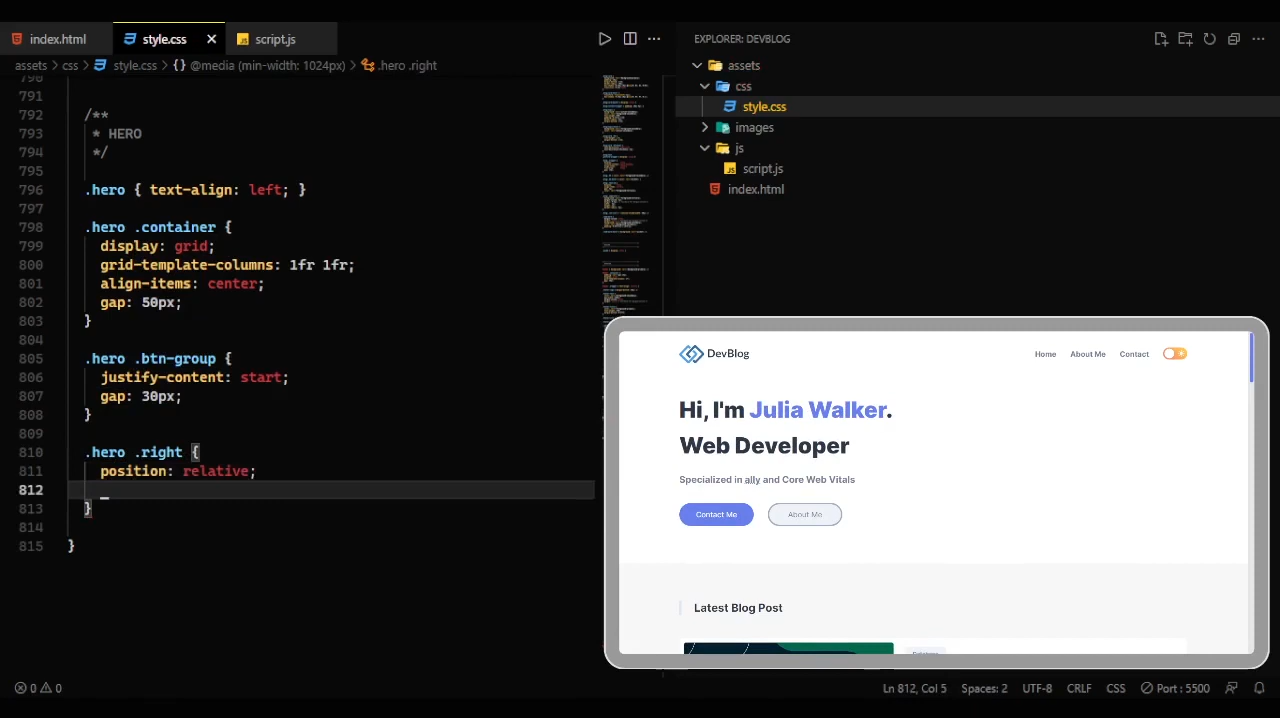 index.html
style.css
script.js
assets > css > style.css > {} @media (min-width: 1024px) > .hero .right
790
791
792 /**
793 * HERO
794 */
795
796 .hero { text-align: left; }
797
798 .hero .container {
799 display: grid;
800 grid-template-columns: 1fr 1fr;
801 align-items: center;
802 gap: 50px;
803 }
804
805 .hero .btn-group {
806 justify-content: start;
807 gap: 30px;
808 }
809
810 .hero .right {
811 position: relative;
812
813 }
814
815 }
EXPLORER: DEVBLOG
assets
css
style.css
images
js
script.js
index.html
DevBlog
Home About Me Contact
Hi, I'm Julia Walker.
Web Developer
Specialized in a11y and Core Web Vitals
Contact Me About Me
Latest Blog Post
Database
0 0
Ln 812, Col 5 Spaces: 2 UTF-8 CRLF CSS Port : 5500